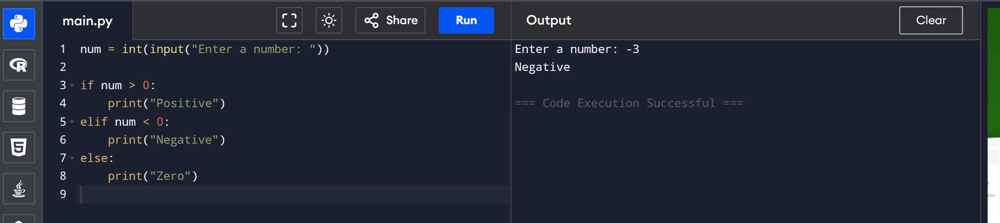 main.py
Share
Run
Output
Clear
1 num = int(input("Enter a number: "))
2
3 if num > 0:
4     print("Positive")
5 elif num < 0:
6     print("Negative")
7 else:
8     print("Zero")
9
Enter a number: -3
Negative
=== Code Execution Successful ===